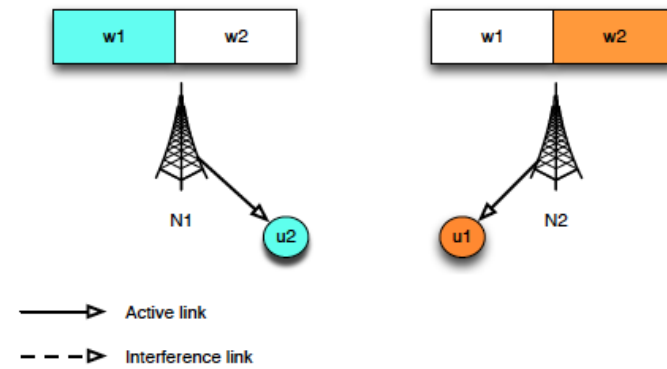 w1 w2 w1 w2
N1 N2
u2 u1
Active link
Interference link